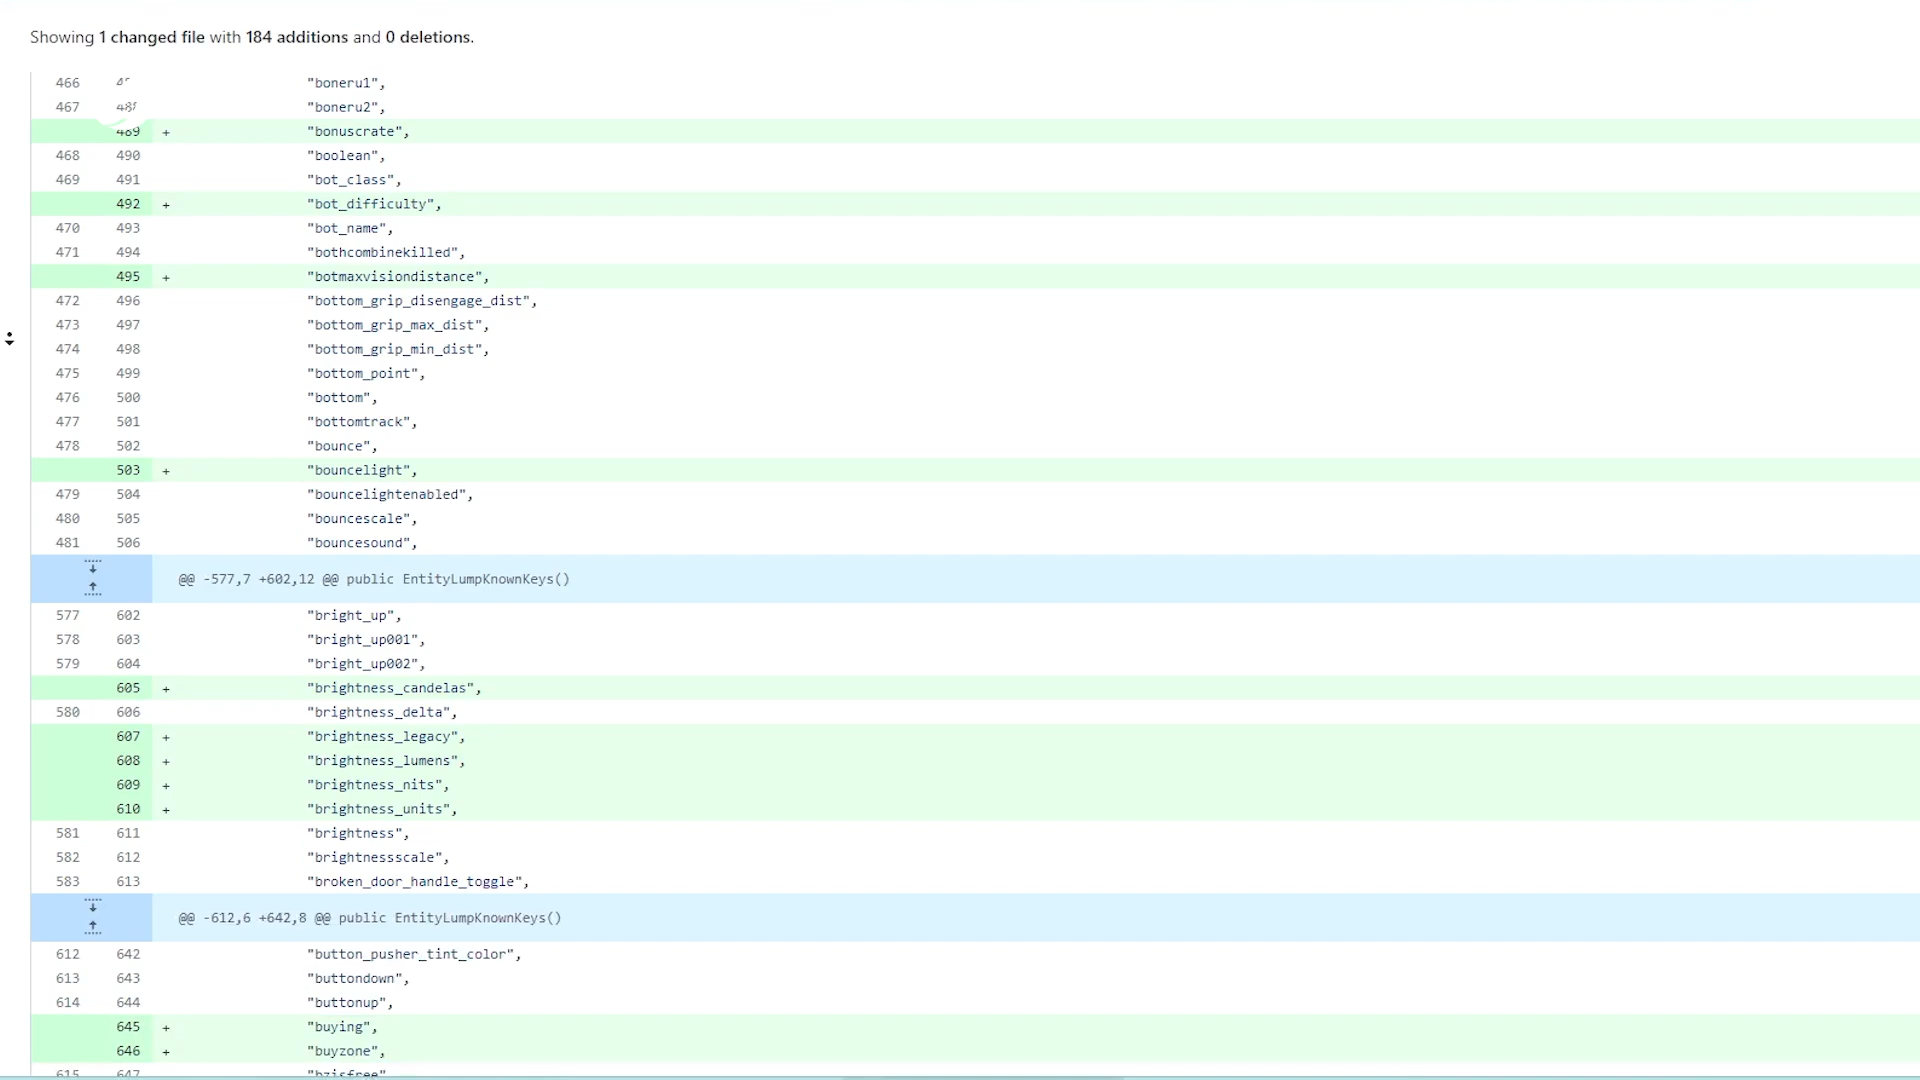 Showing 1 changed file with 184 additions and 0 deletions.
466 "boneru1",
467 "boneru2",
489 + "bonuscrate",
468 490 "boolean",
469 491 "bot_class",
492 + "bot_difficulty",
470 493 "bot_name",
471 494 "bothcombinekilled",
495 + "botmaxvisiondistance",
472 496 "bottom_grip_disengage_dist",
473 497 "bottom_grip_max_dist",
474 498 "bottom_grip_min_dist",
475 499 "bottom_point",
476 500 "bottom",
477 501 "bottomtrack",
478 502 "bounce",
503 + "bouncelight",
479 504 "bouncelightenabled",
480 505 "bouncescale",
481 506 "bouncesound",
@@ -577,7 +602,12 @@ public EntityLumpKnownKeys()
577 602 "bright_up",
578 603 "bright_up001",
579 604 "bright_up002",
605 + "brightness_candelas",
580 606 "brightness_delta",
607 + "brightness_legacy",
608 + "brightness_lumens",
609 + "brightness_nits",
610 + "brightness_units",
581 611 "brightness",
582 612 "brightnessscale",
583 613 "broken_door_handle_toggle",
@@ -612,6 +642,8 @@ public EntityLumpKnownKeys()
612 642 "button_pusher_tint_color",
613 643 "buttondown",
614 644 "buttonup",
645 + "buying",
646 + "buyzone",
615 647 "bzisfree"